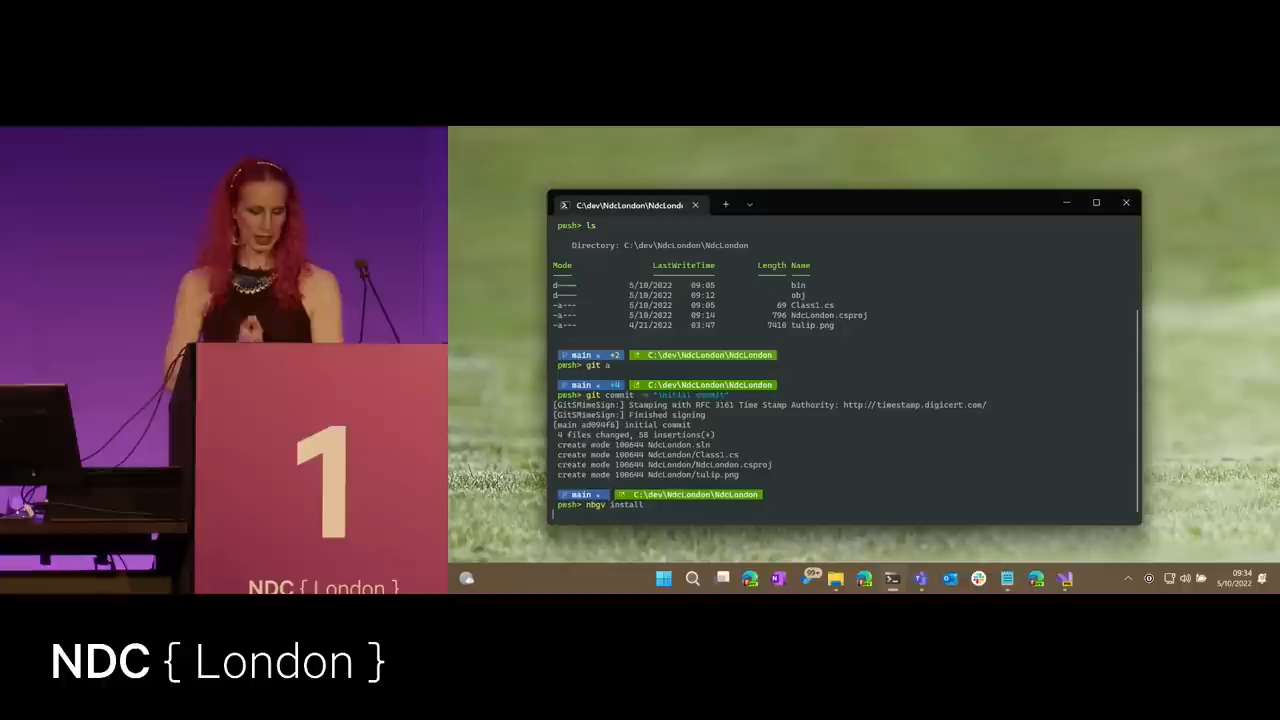 C:\dev\NdcLondon\NdcLond
pwsh> ls
Directory: C:\dev\NdcLondon\NdcLondon
Mode LastWriteTime Length Name
d---- 5/10/2022 09:05 bin
d---- 5/10/2022 09:12 obj
-a--- 5/10/2022 09:05 69 Class1.cs
-a--- 5/10/2022 09:14 796 NdcLondon.csproj
-a--- 4/21/2022 03:47 7410 tulip.png
main +2 C:\dev\NdcLondon\NdcLondon
pwsh> git a
main +4 C:\dev\NdcLondon\NdcLondon
pwsh> git commit -m "initial commit"
[GitSMimeSign:] Stamping with RFC 3161 Time Stamp Authority: http://timestamp.digicert.com/
[GitSMimeSign:] Finished signing
[main ad094f6] initial commit
4 files changed, 58 insertions(+)
create mode 100644 NdcLondon.sln
create mode 100644 NdcLondon/Class1.cs
create mode 100644 NdcLondon/NdcLondon.csproj
create mode 100644 NdcLondon/tulip.png
main C:\dev\NdcLondon\NdcLondon
pwsh> nbgv install
99+
09:34
5/10/2022
1
NDC { London }
NDC { London }